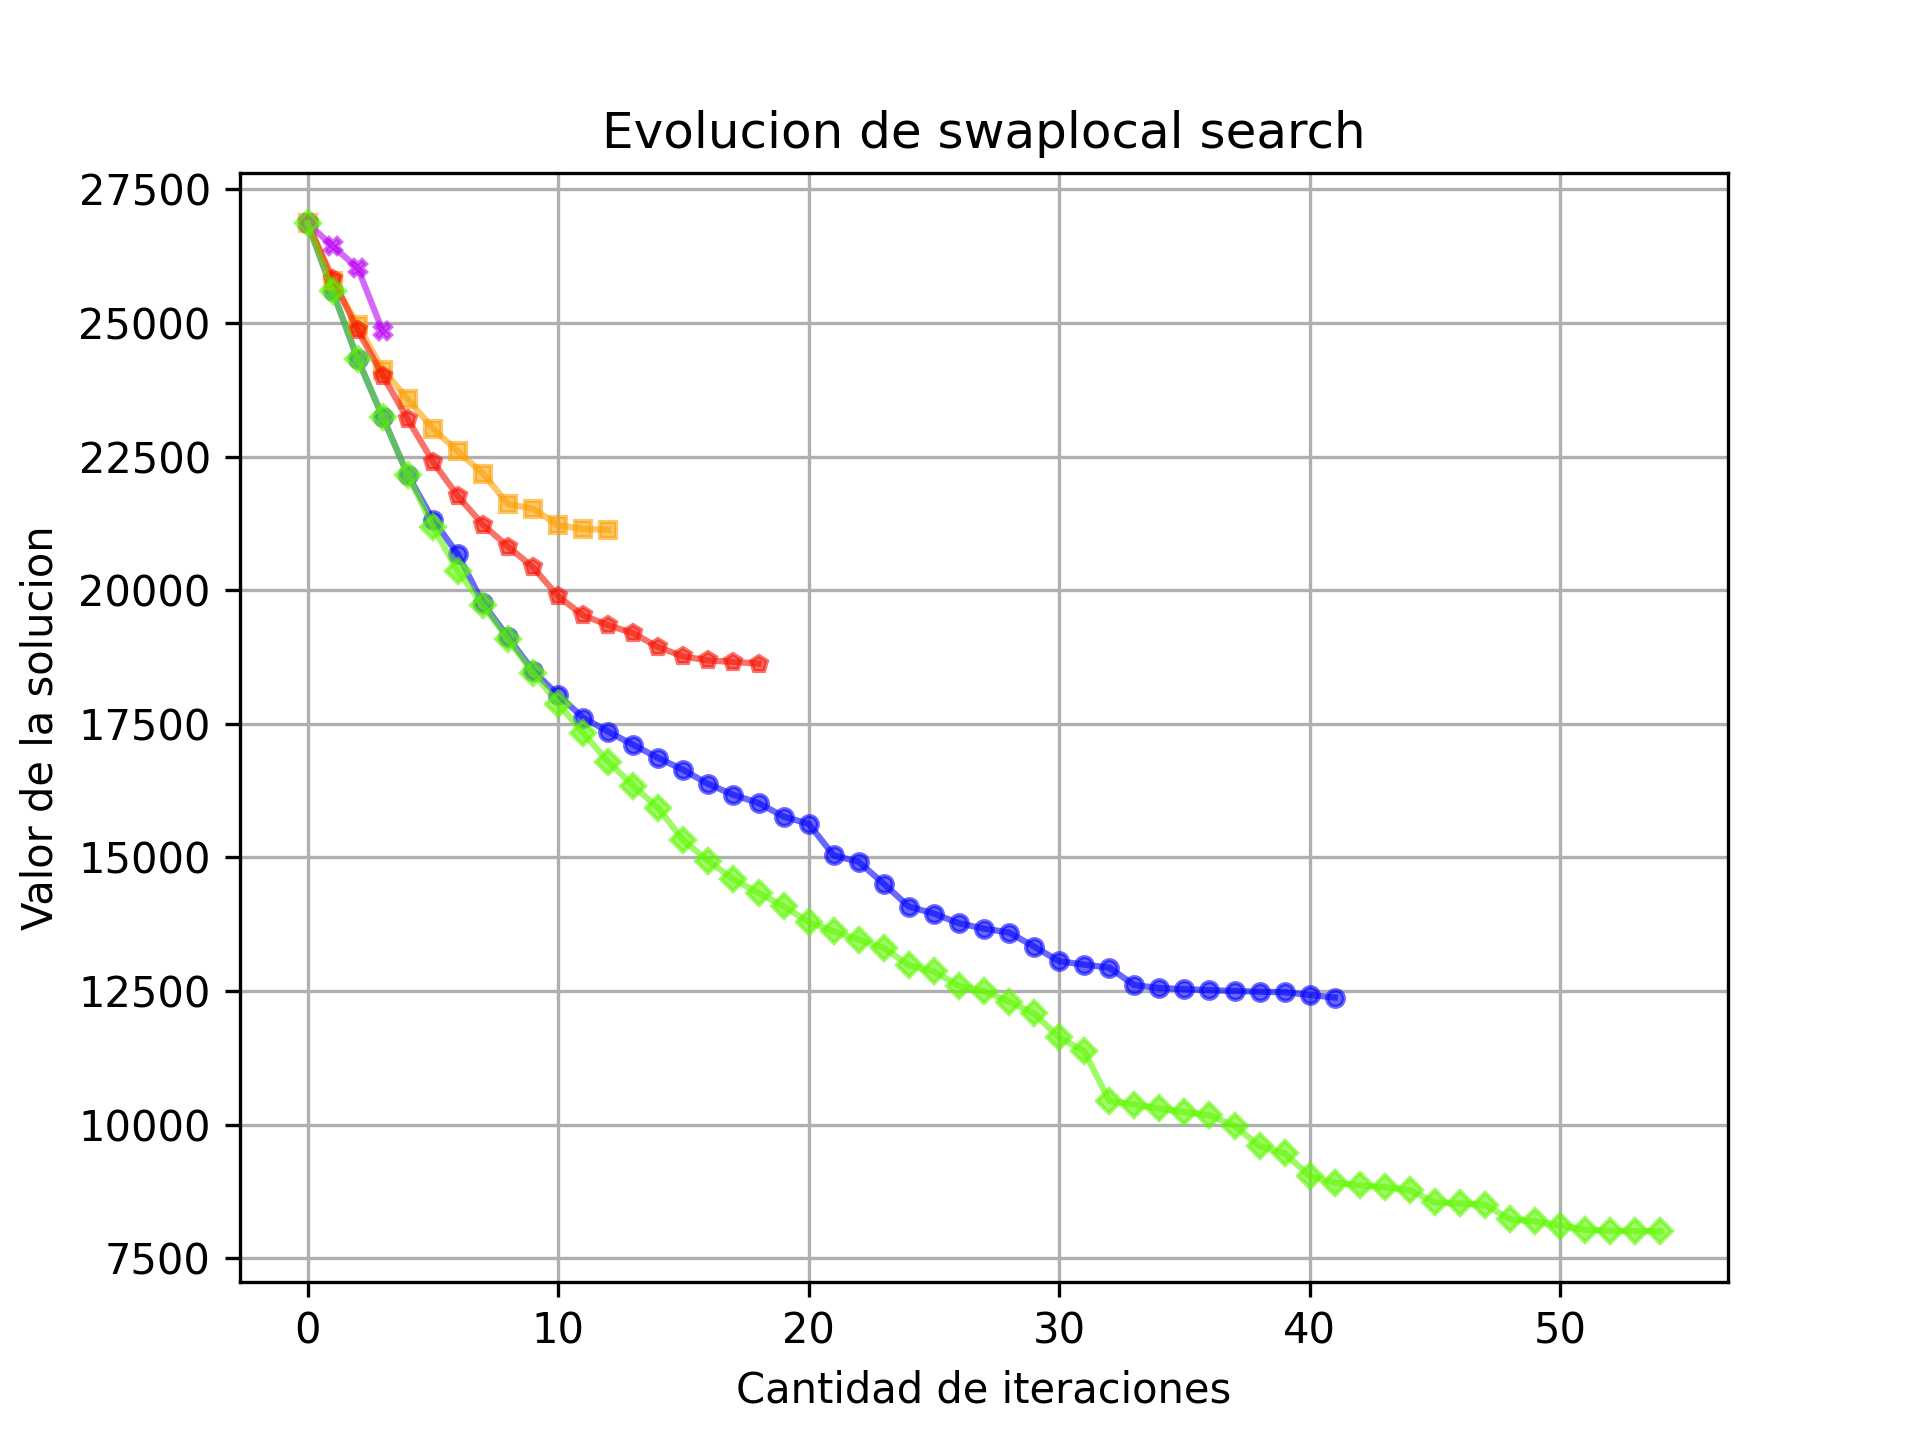 Evolucion de swaplocal search
27500
25000
22500
20000
17500
15000
12500
10000
7500
Valor de la solucion
0 10 20 30 40 50
Cantidad de iteraciones